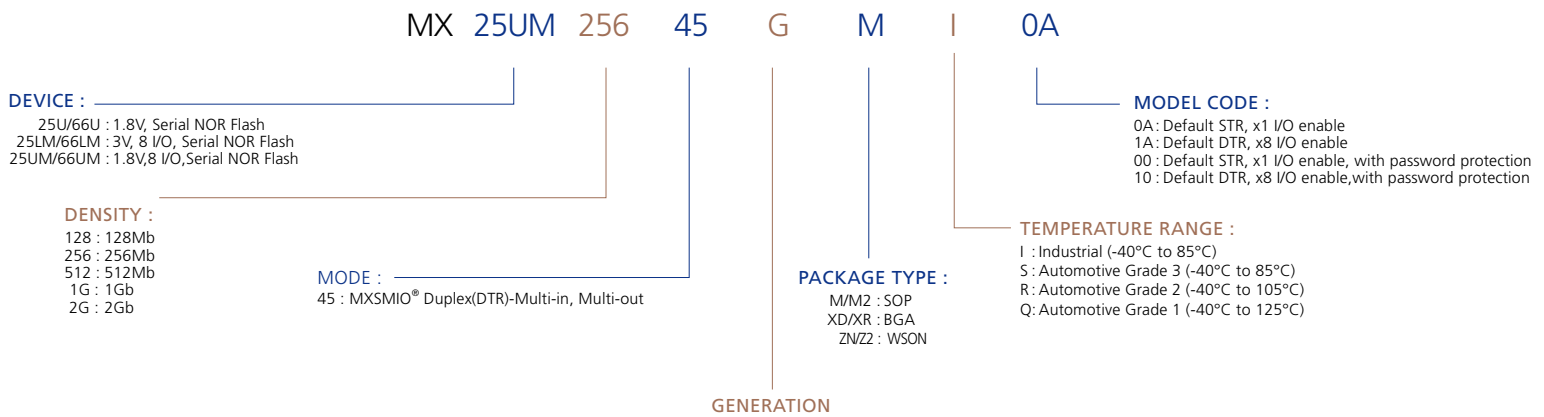 MX 25UM 256 45 G M I 0A
DEVICE :
25U/66U : 1.8V, Serial NOR Flash
25LM/66LM : 3V, 8 I/O, Serial NOR Flash
25UM/66UM : 1.8V,8 I/O,Serial NOR Flash
DENSITY :
128 : 128Mb
256 : 256Mb
512 : 512Mb
1G : 1Gb
2G : 2Gb
MODE :
45 : MXSMIO® Duplex(DTR)-Multi-in, Multi-out
GENERATION
PACKAGE TYPE :
M/M2 : SOP
XD/XR : BGA
ZN/Z2 : WSON
TEMPERATURE RANGE :
I : Industrial (-40°C to 85°C)
S : Automotive Grade 3 (-40°C to 85°C)
R : Automotive Grade 2 (-40°C to 105°C)
Q: Automotive Grade 1 (-40°C to 125°C)
MODEL CODE :
0A : Default STR, x1 I/O enable
1A : Default DTR, x8 I/O enable
00 : Default STR, x1 I/O enable, with password protection
10 : Default DTR, x8 I/O enable,with password protection